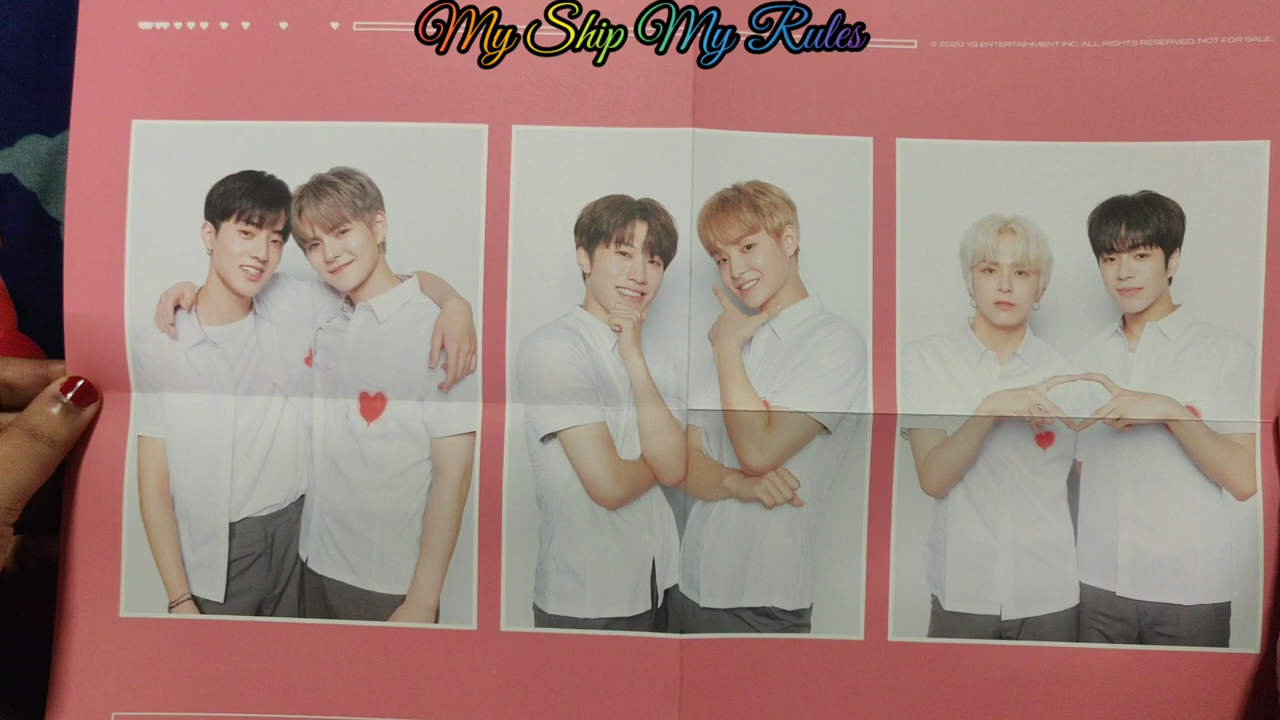 My Ship My Rules
© 2020 YG ENTERTAINMENT INC. ALL RIGHTS RESERVED. NOT FOR SALE.